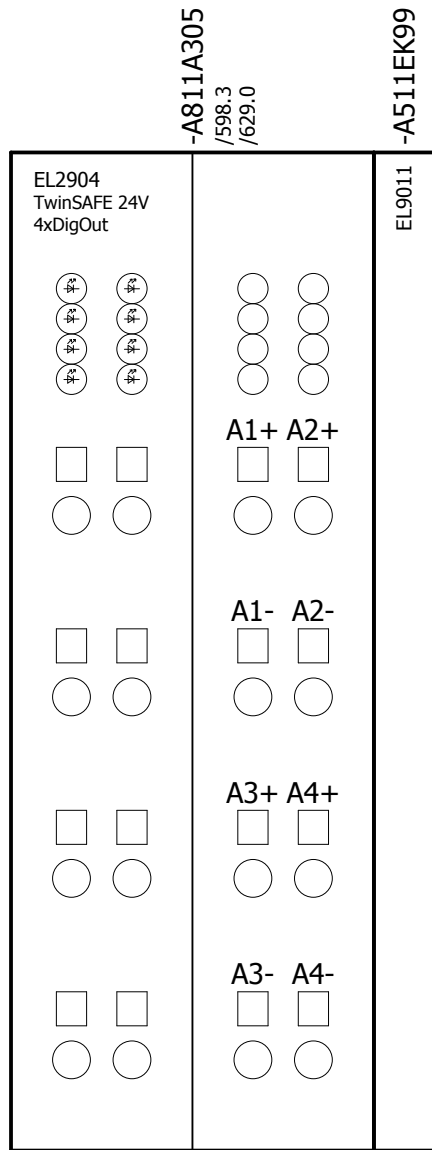 -A811A305
/598.3
/629.0
-A511EK99
EL2904
TwinSAFE 24V
4xDigOut
EL9011
A1+ A2+
A1- A2-
A3+ A4+
A3- A4-